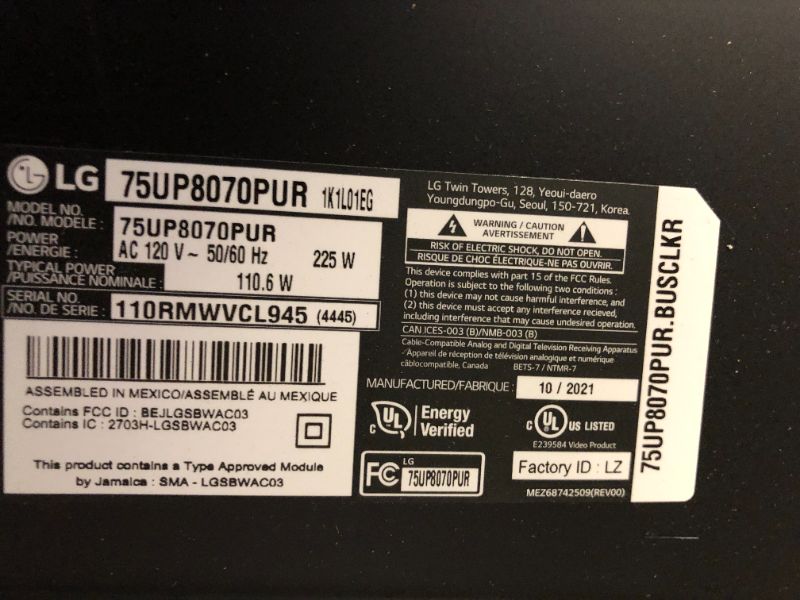 LG 75UP8070PUR 1K1L01EG
MODEL NO.
/NO. MODELE : 75UP8070PUR
POWER
/ENERGIE : AC 120 V ~ 50/60 Hz 225 W
TYPICAL POWER
/PUISSANCE NOMINALE : 110.6 W
SERIAL NO.
/NO. DE SERIE : 110RMWVCL945 (4445)
ASSEMBLED IN MEXICO/ASSEMBLÉ AU MEXIQUE
Contains FCC ID : BEJLGSBWAC03
Contains IC : 2703H-LGSBWAC03
This product contains a Type Approved Module
by Jamaica : SMA - LGSBWAC03
LG Twin Towers, 128, Yeoui-daero
Youngdungpo-Gu, Seoul, 150-721, Korea.
WARNING / CAUTION
AVERTISSEMENT
RISK OF ELECTRIC SHOCK, DO NOT OPEN.
RISQUE DE CHOC ÉLECTRIQUE-NE PAS OUVRIR.
This device complies with part 15 of the FCC Rules.
Operation is subject to the following two conditions :
(1) this device may not cause harmful interference, and
(2) this device must accept any interference recieved,
including interference that may cause undesired operation.
CAN ICES-003 (B)/NMB-003 (B)
Cable-Compatible Analog and Digital Television Receiving Apparatus
/Appareil de réception de télévision analogique et numérique
câblocompatible, Canada BETS-7 / NTMR-7
MANUFACTURED/FABRIQUE : 10 / 2021
C UL Energy
Verified
C UL US LISTED
E239584 Video Product
FC LG
75UP8070PUR
Factory ID : LZ
MEZ68742509(REV00)
75UP8070PUR.BUSCLKR